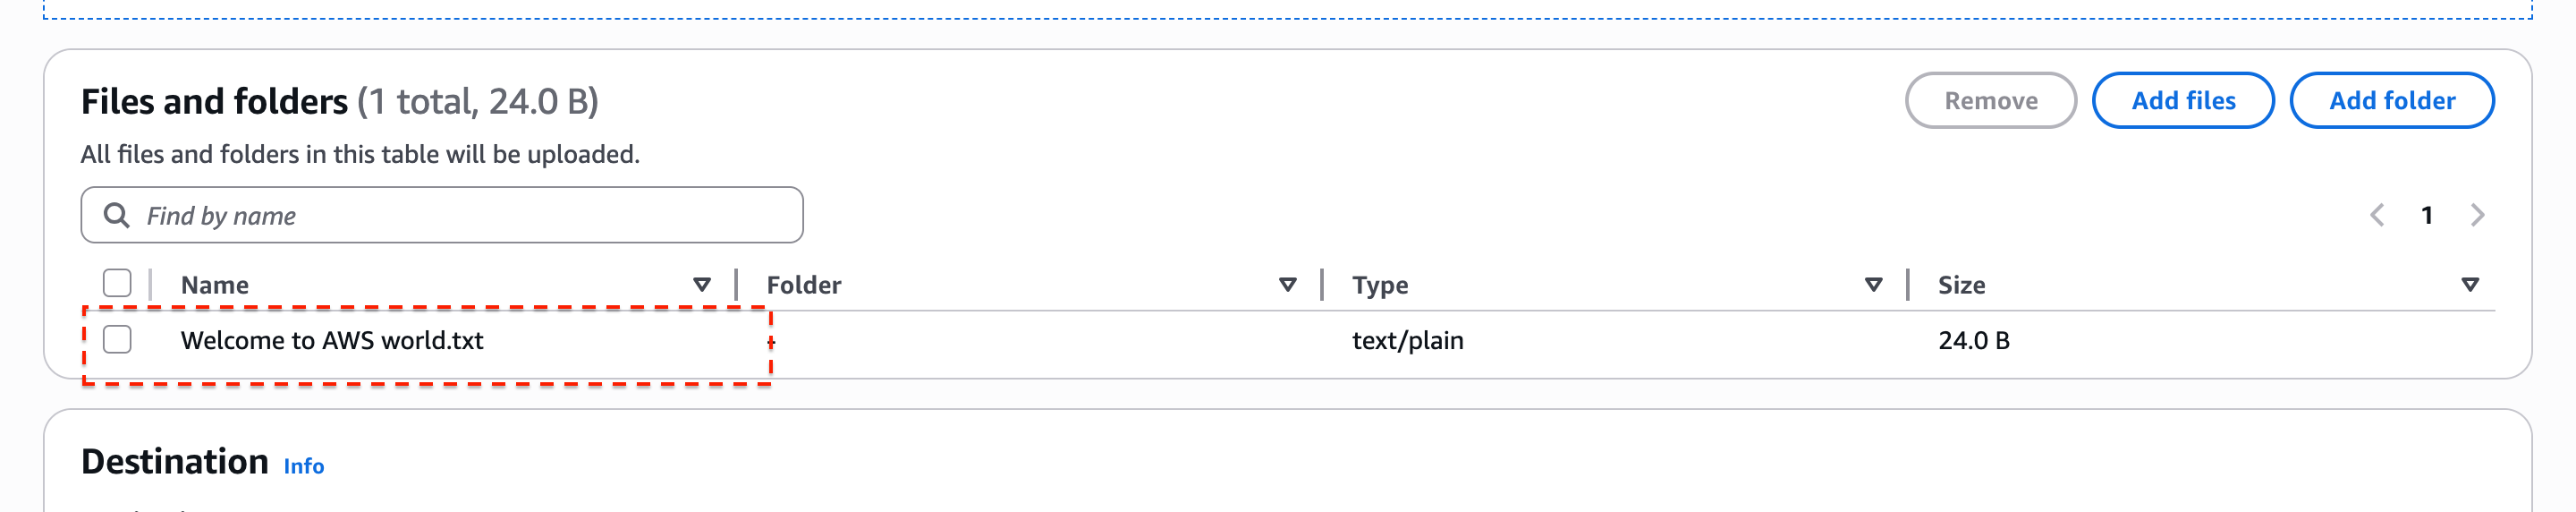 Files and folders (1 total, 24.0 B)
Remove
Add files
Add folder
All files and folders in this table will be uploaded.
Find by name
1
Name
Folder
Type
Size
Welcome to AWS world.txt
-
text/plain
24.0 B
Destination Info